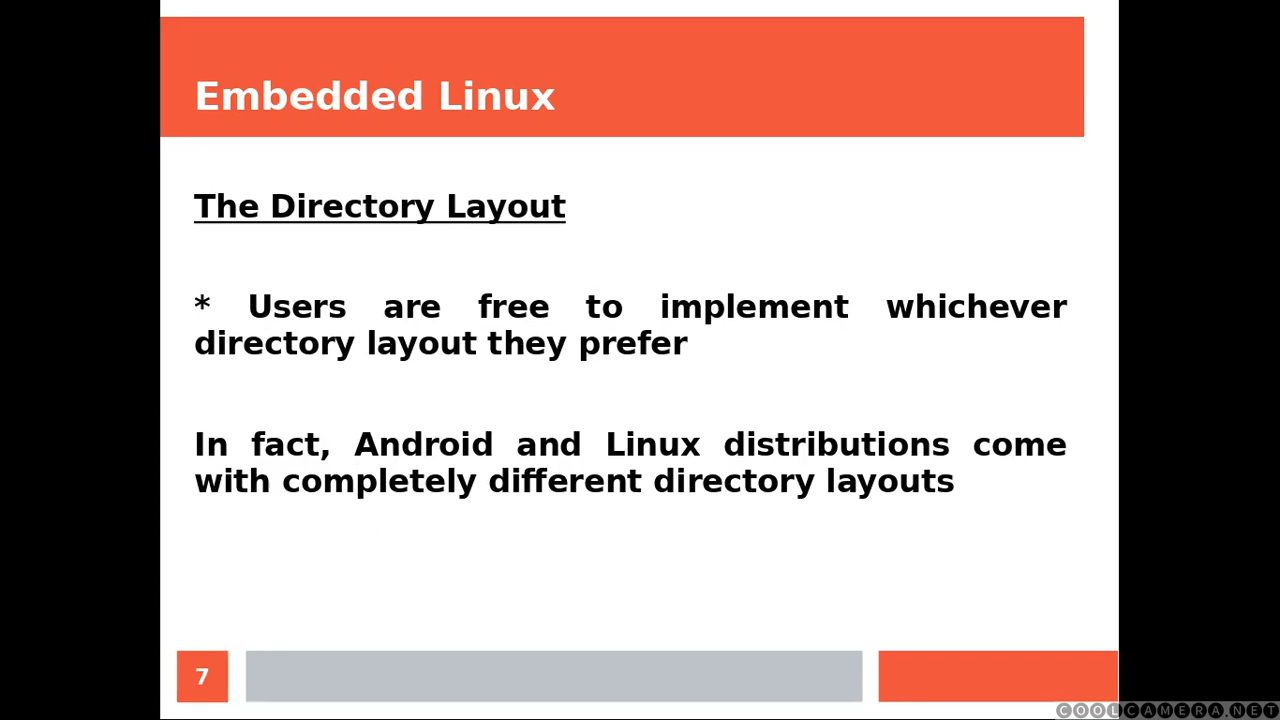 Embedded Linux
The Directory Layout
* Users are free to implement whichever
directory layout they prefer
In fact, Android and Linux distributions come
with completely different directory layouts
7
COOLCAMERA.NET